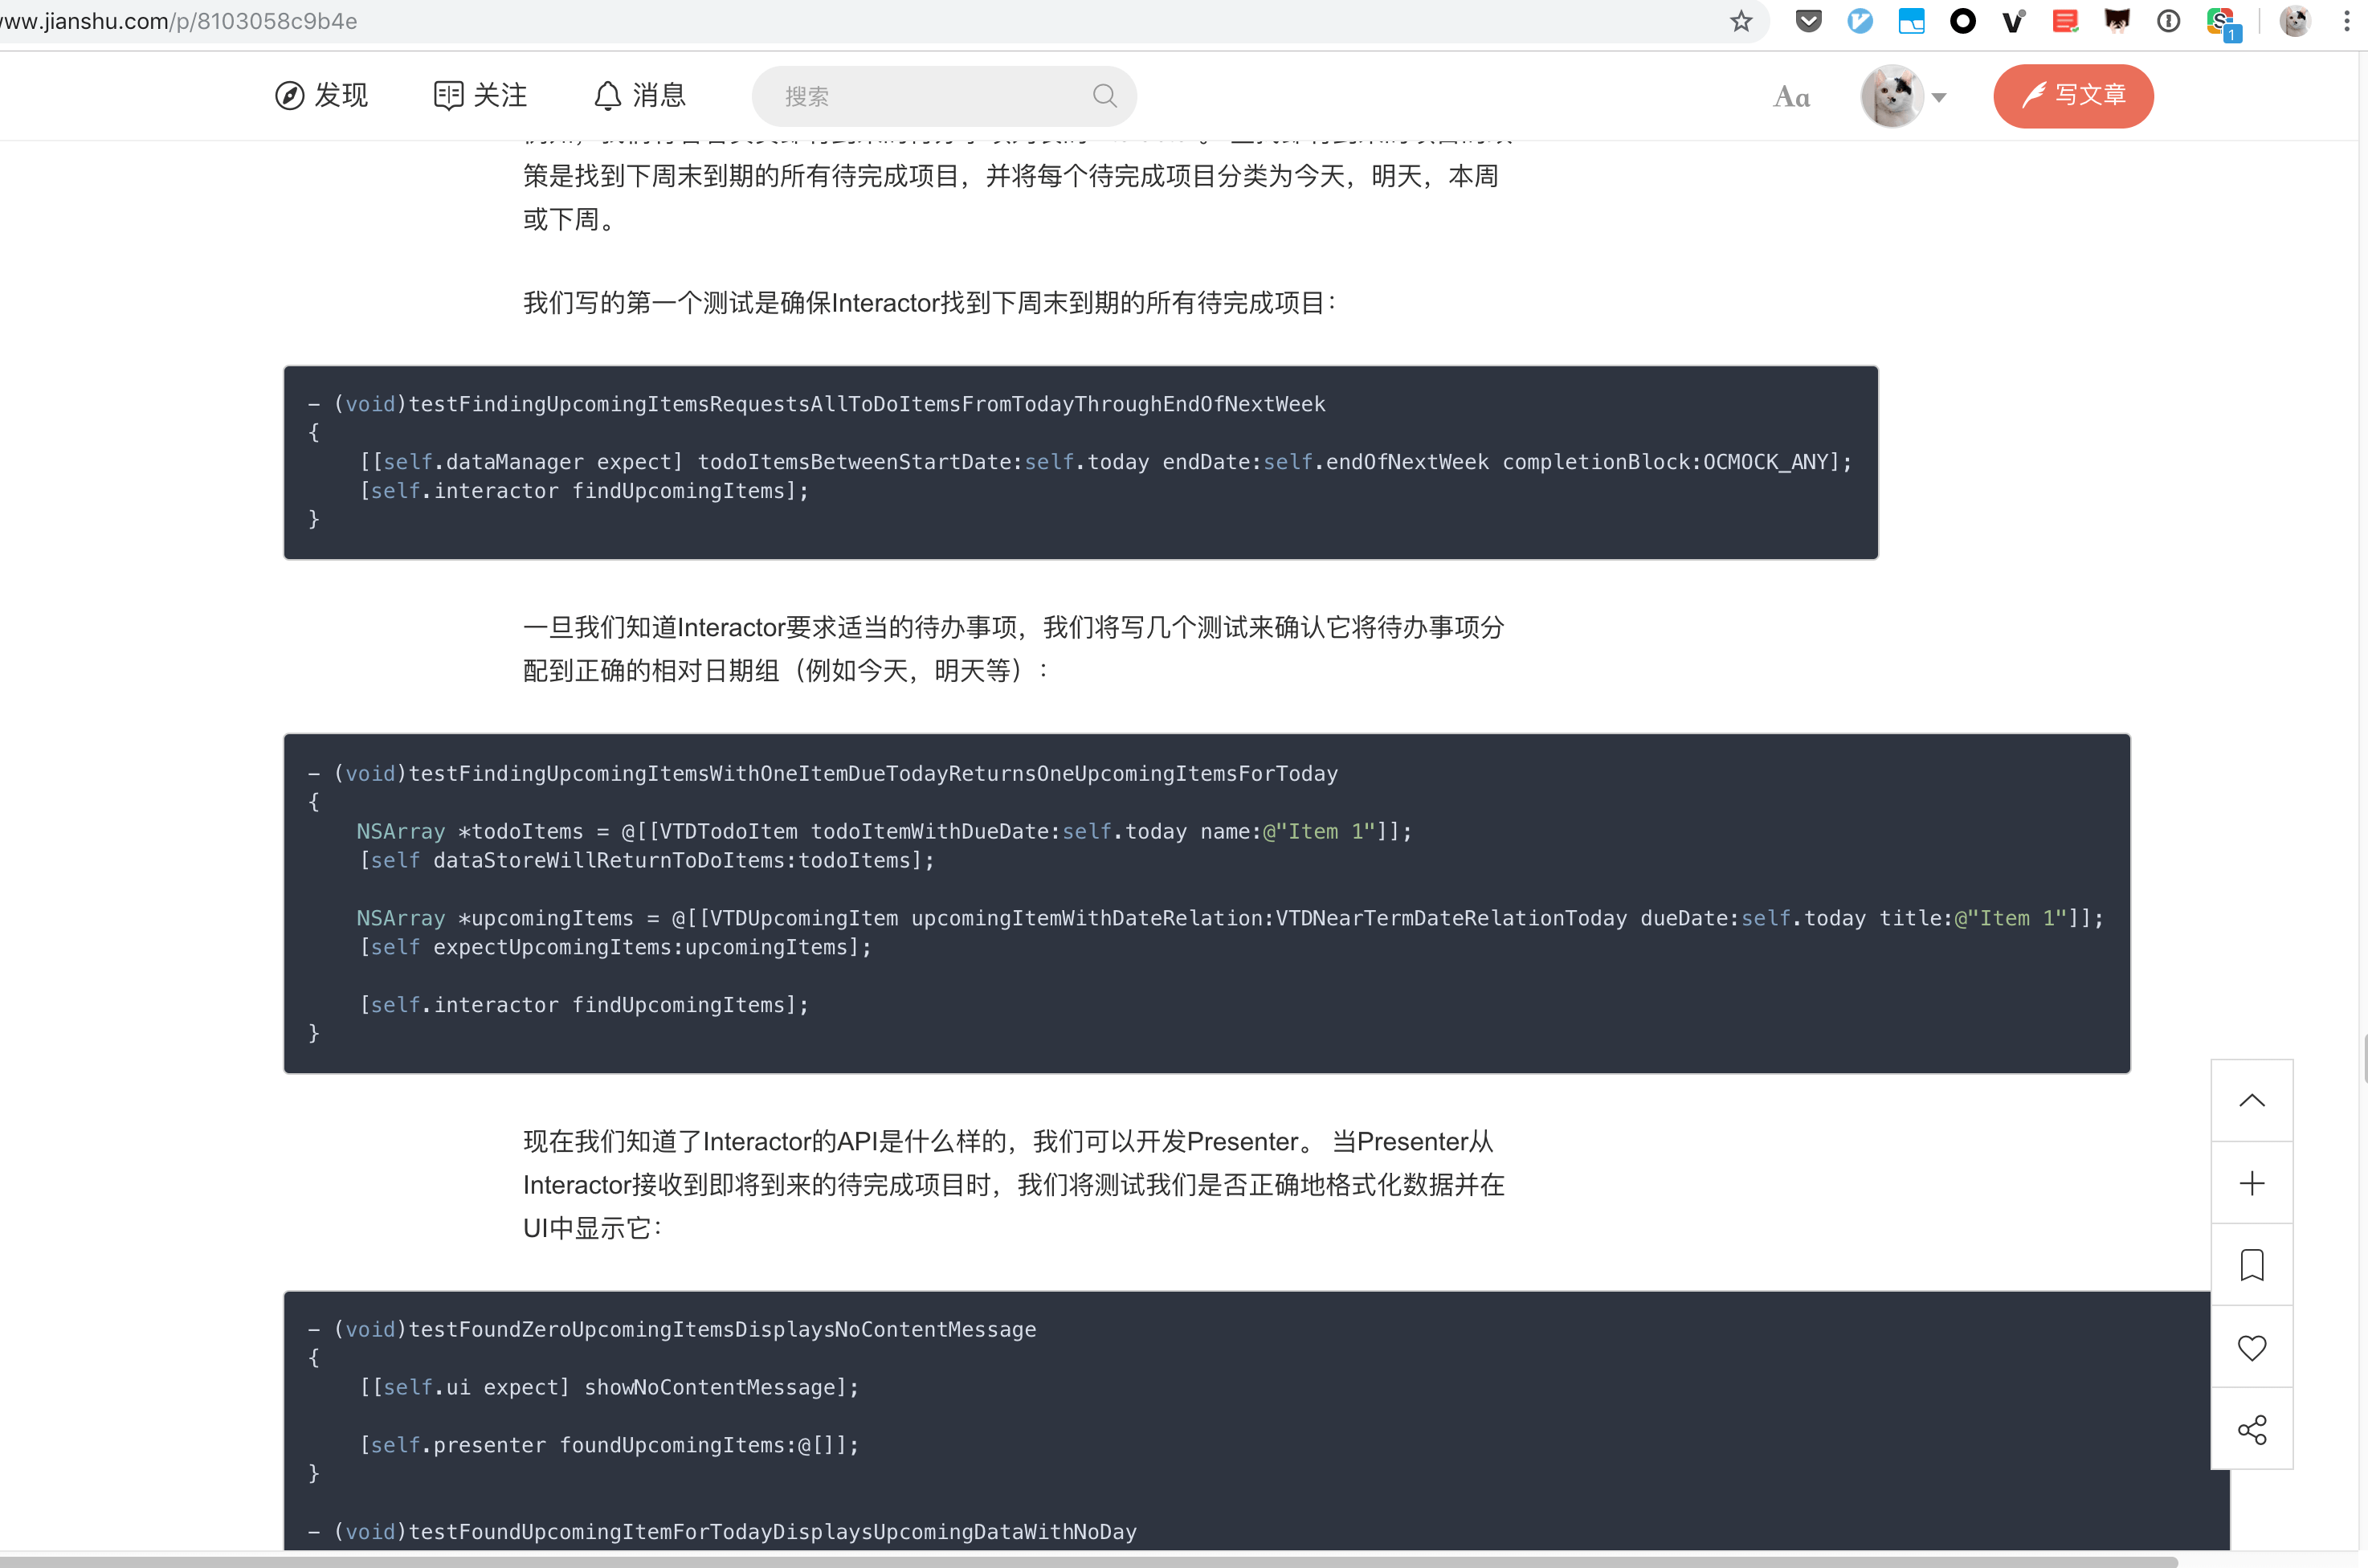 www.jianshu.com/p/8103058c9b4e
1
发现 关注 消息 搜索 Aa 写文章
策是找到下周末到期的所有待完成项目，并将每个待完成项目分类为今天，明天，本周
或下周。
我们写的第一个测试是确保Interactor找到下周末到期的所有待完成项目：
- (void)testFindingUpcomingItemsRequestsAllToDoItemsFromTodayThroughEndOfNextWeek
{
    [[self.dataManager expect] todoItemsBetweenStartDate:self.today endDate:self.endOfNextWeek completionBlock:OCMOCK_ANY];
    [self.interactor findUpcomingItems];
}
一旦我们知道Interactor要求适当的待办事项，我们将写几个测试来确认它将待办事项分
配到正确的相对日期组（例如今天，明天等）：
- (void)testFindingUpcomingItemsWithOneItemDueTodayReturnsOneUpcomingItemsForToday
{
    NSArray *todoItems = @[[VTDTodoItem todoItemWithDueDate:self.today name:@"Item 1"]];
    [self dataStoreWillReturnToDoItems:todoItems];
    NSArray *upcomingItems = @[[VTDUpcomingItem upcomingItemWithDateRelation:VTDNearTermDateRelationToday dueDate:self.today title:@"Item 1"]];
    [self expectUpcomingItems:upcomingItems];
    [self.interactor findUpcomingItems];
}
现在我们知道了Interactor的API是什么样的，我们可以开发Presenter。 当Presenter从
Interactor接收到即将到来的待完成项目时，我们将测试我们是否正确地格式化数据并在
UI中显示它：
- (void)testFoundZeroUpcomingItemsDisplaysNoContentMessage
{
    [[self.ui expect] showNoContentMessage];
    [self.presenter foundUpcomingItems:@[]];
}
- (void)testFoundUpcomingItemForTodayDisplaysUpcomingDataWithNoDay